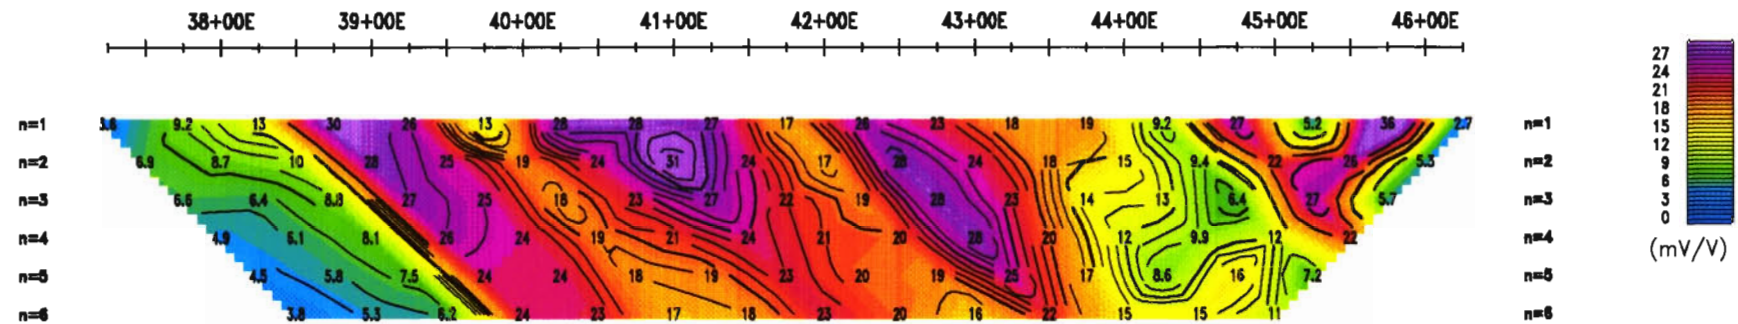 38+00E 39+00E 40+00E 41+00E 42+00E 43+00E 44+00E 45+00E 46+00E
27
24
21
18
15
12
9
6
3
0
(mV/V)
n=1 3.6 9.2 13 30 26 13 28 28 27 17 26 23 18 19 9.2 27 5.2 36 2.7 n=1
n=2 6.9 8.7 10 28 25 19 24 31 24 17 28 24 18 15 9.4 22 26 5.3 n=2
n=3 6.6 6.4 8.8 27 25 18 23 27 22 19 28 23 14 13 6.4 27 5.7 n=3
n=4 4.9 6.1 8.1 26 24 19 21 24 21 20 28 20 12 9.9 12 22 n=4
n=5 4.5 5.8 7.5 24 24 18 19 23 20 19 25 17 8.6 16 7.2 n=5
n=6 3.8 5.3 6.2 24 23 17 18 23 20 16 22 15 15 11 n=6